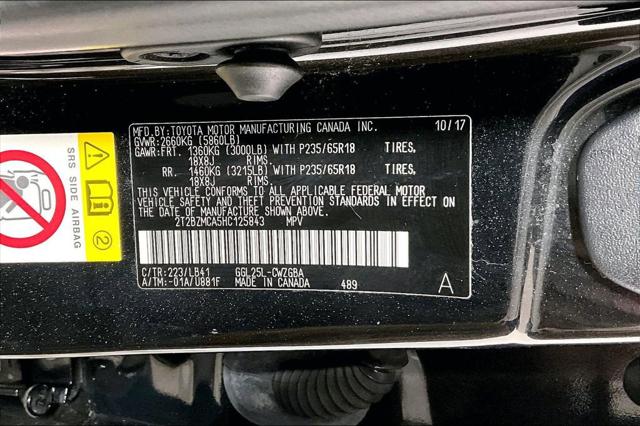 MFD.BY:TOYOTA MOTOR MANUFACTURING CANADA INC. 10/17
GVWR:2660KG (5860LB)
GAWR:FRT. 1360KG (3000LB) WITH P235/65R18 TIRES,
18X8J RIMS
RR. 1460KG (3215LB) WITH P235/65R18 TIRES,
18X8J RIMS
THIS VEHICLE CONFORMS TO ALL APPLICABLE FEDERAL MOTOR
VEHICLE SAFETY AND THEFT PREVENTION STANDARDS IN EFFECT
ON THE DATE OF MANUFACTURE SHOWN ABOVE.
2T2BZMCA5HC125843 MPV
C/TR:223/LB41 GGL25L-CWZGBA
A/TM:-01A/U881F MADE IN CANADA 489 A
SRS SIDE AIRBAG
2